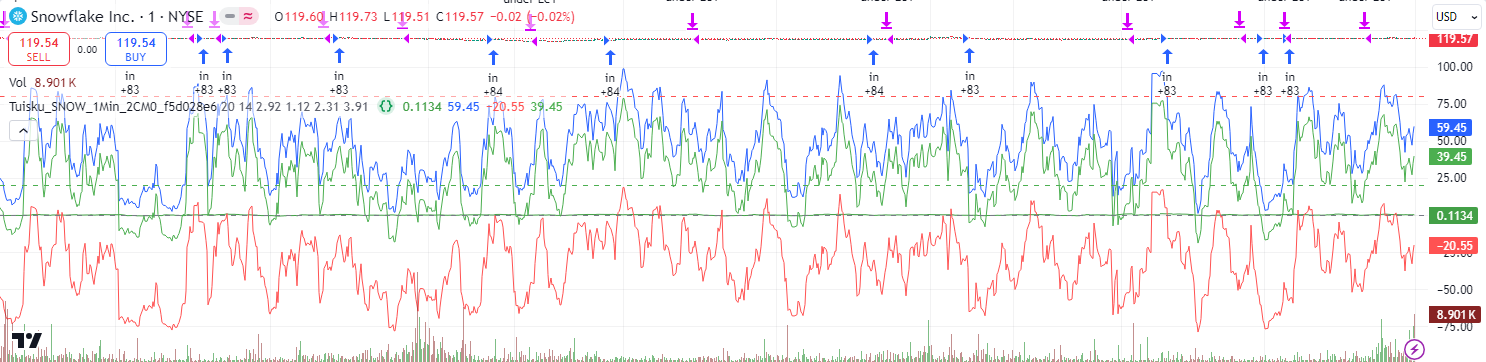 Snowflake Inc. · 1 · NYSE O119.60 H119.73 L119.51 C119.57 −0.02 (−0.02%)
USD
119.54
SELL
0.00
119.54
BUY
119.57
Vol 8.901 K
Tuisku_SNOW_1Min_2CM0_f5d028e6 20 14 2.92 1.12 2.31 3.91 {} 0.1134 59.45 −20.55 39.45
in
+83
in
+83
in
+83
in
+83
in
+84
in
+84
in
+84
in
+83
in
+83
in
+83
in
+83
100.00
75.00
59.45
50.00
39.45
25.00
0.1134
−20.55
−25.00
−50.00
8.901 K
−75.00